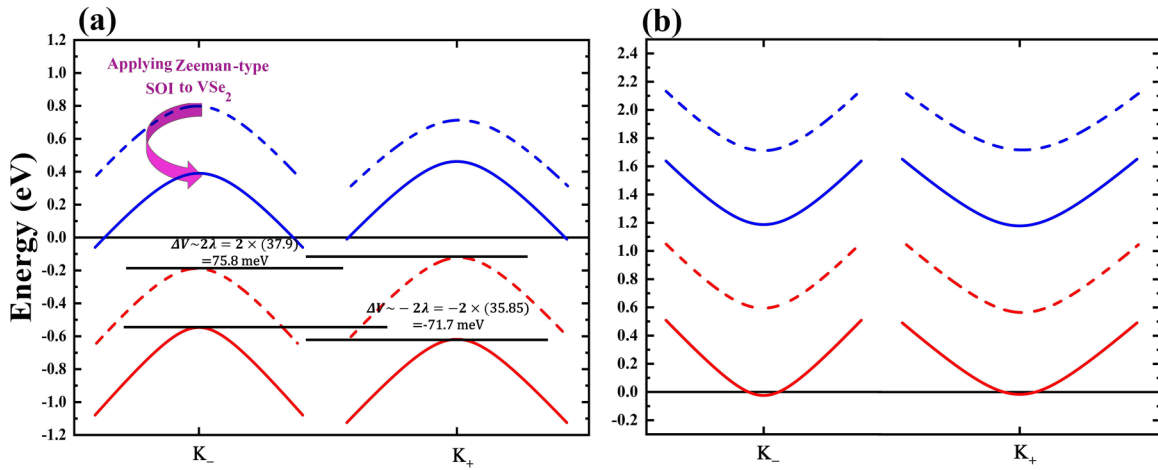 (a)
(b)
Energy (eV)
1.2
1.0
0.8
0.6
0.4
0.2
0.0
-0.2
-0.4
-0.6
-0.8
-1.0
-1.2
Applying Zeeman-type
SOI to VSe₂
ΔV~2λ = 2 × (37.9)
=75.8 meV
ΔV~ − 2λ = −2 × (35.85)
=-71.7 meV
K₋
K₊
2.4
2.2
2.0
1.8
1.6
1.4
1.2
1.0
0.8
0.6
0.4
0.2
0.0
-0.2
K₋
K₊